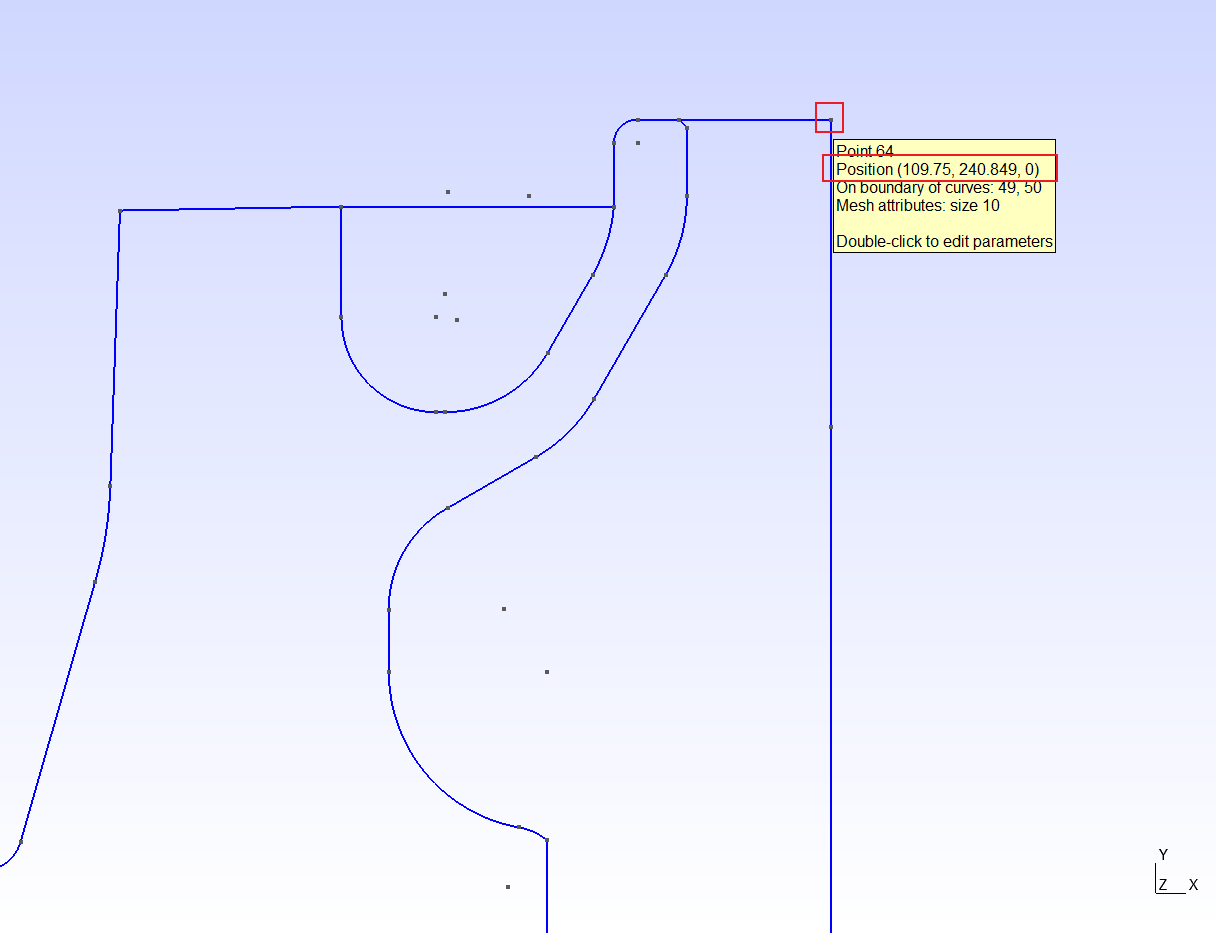 Point 64
Position (109.75, 240.849, 0)
On boundary of curves: 49, 50
Mesh attributes: size 10
Double-click to edit parameters
Y
Z X